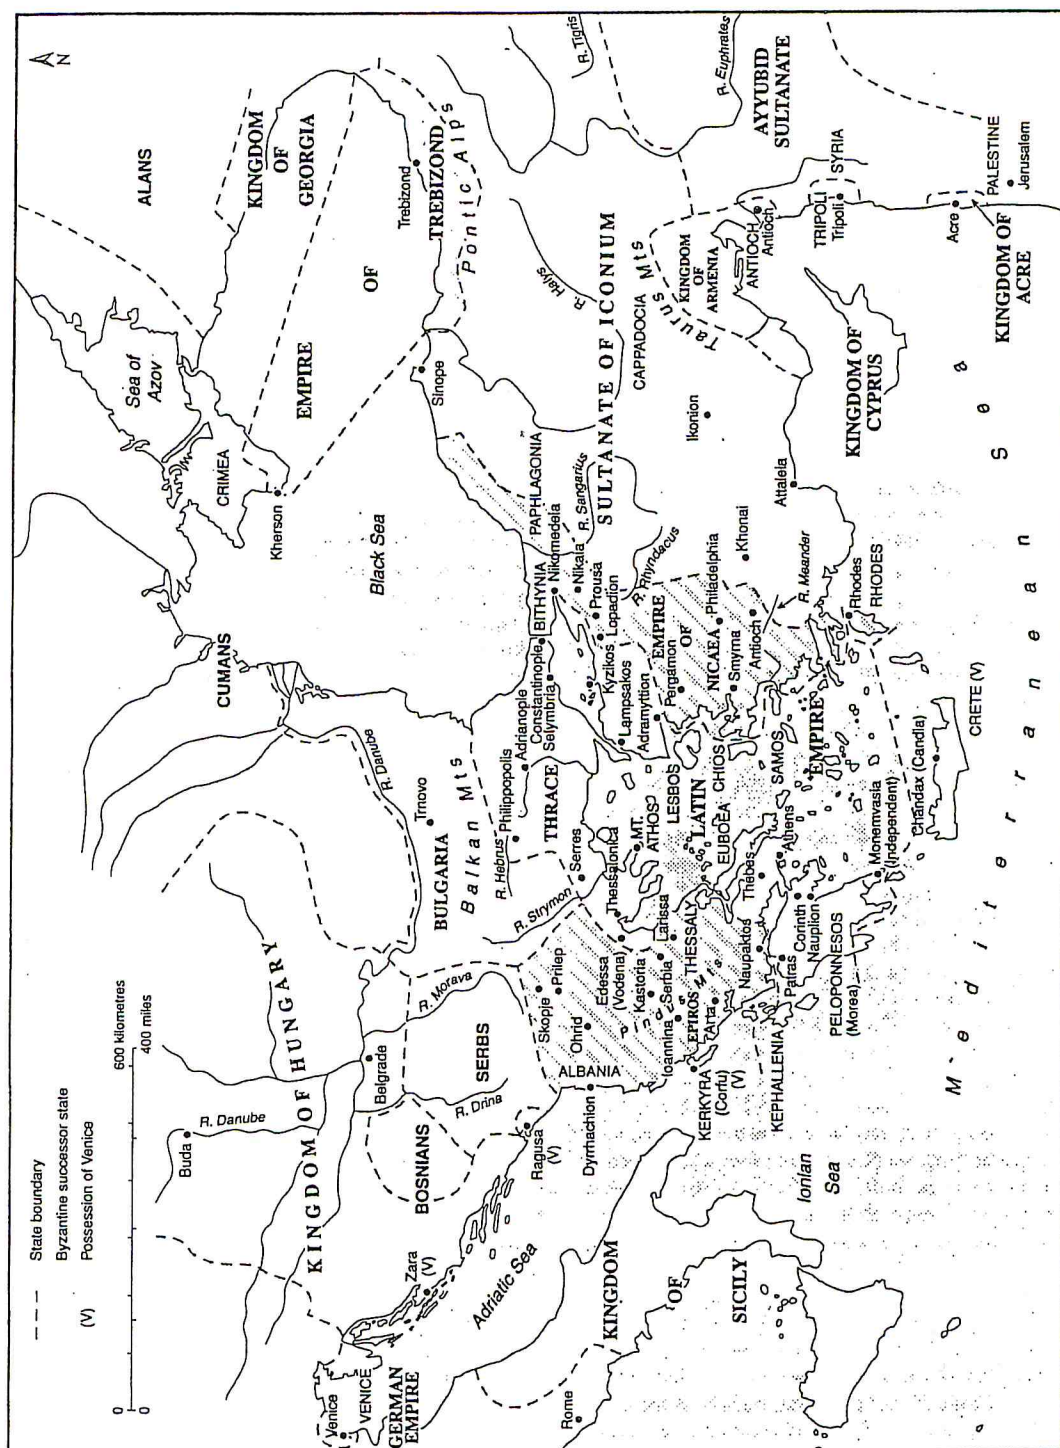 0 600 kilometres
0 400 miles
State boundary
Byzantine successor state
(V) Possession of Venice
N
ALANS
KINGDOM
OF
GEORGIA
Sea of
Azov
CRIMEA
Kherson
CUMANS
Black Sea
EMPIRE
OF
TREBIZOND
Trebizond
Pontic Alps
R. Tigris
R. Euphrates
AYYUBID
SULTANATE
Sinope
R. Halys
PAPHLAGONIA
SULTANATE OF ICONIUM
CAPPADOCIA
Taurus Mts
KINGDOM
OF
ARMENIA
ANTIOCH
Antioch
SYRIA
TRIPOLI
Tripoli
PALESTINE
Jerusalem
Acre
KINGDOM OF
ACRE
KINGDOM OF
CYPRUS
Ikonion
Attaleia
Khonai
R. Sangarius
R. Rhyndacus
R. Meander
BITHYNIA
Nikomedeia
Nikaia
Prousa
Lopadion
Kyzikos
Lampsakos
Adramyttion
Pergamon
EMPIRE
OF
NICAEA
Philadelphia
Smyrna
Antioch
Rhodes
RHODES
KINGDOM OF HUNGARY
Buda
R. Danube
Belgrade
R. Morava
SERBS
R. Drina
BOSNIANS
Ragusa
(V)
R. Danube
Trnovo
BULGARIA
Balkan Mts
R. Hebrus
Philippopolis
Adrianople
Constantinople
Selymbria
THRACE
R. Strymon
Serres
Thessalonica
MT.
ATHOS
LESBOS
CHIOS
SAMOS
LATIN
EMPIRE
EUBOEA
Skopje
Prilep
Ohrid
Edessa
(Vodena)
Kastoria
Serbia
Larissa
THESSALY
Pindus Mts
Ioannina
EPIROS
Arta
ALBANIA
Dyrrhachion
KERKYRA
(Corfu)
(V)
KEPHALLENIA
Naupaktos
Patras
Thebes
Athens
Corinth
Nauplion
PELOPONNESOS
(Morea)
Monemvasia
(Independent)
Chandax (Candia)
CRETE (V)
Venice
VENICE
GERMAN
EMPIRE
Zara
(V)
Adriatic Sea
Rome
KINGDOM
OF
SICILY
Ionian
Sea
Mediterranean Sea